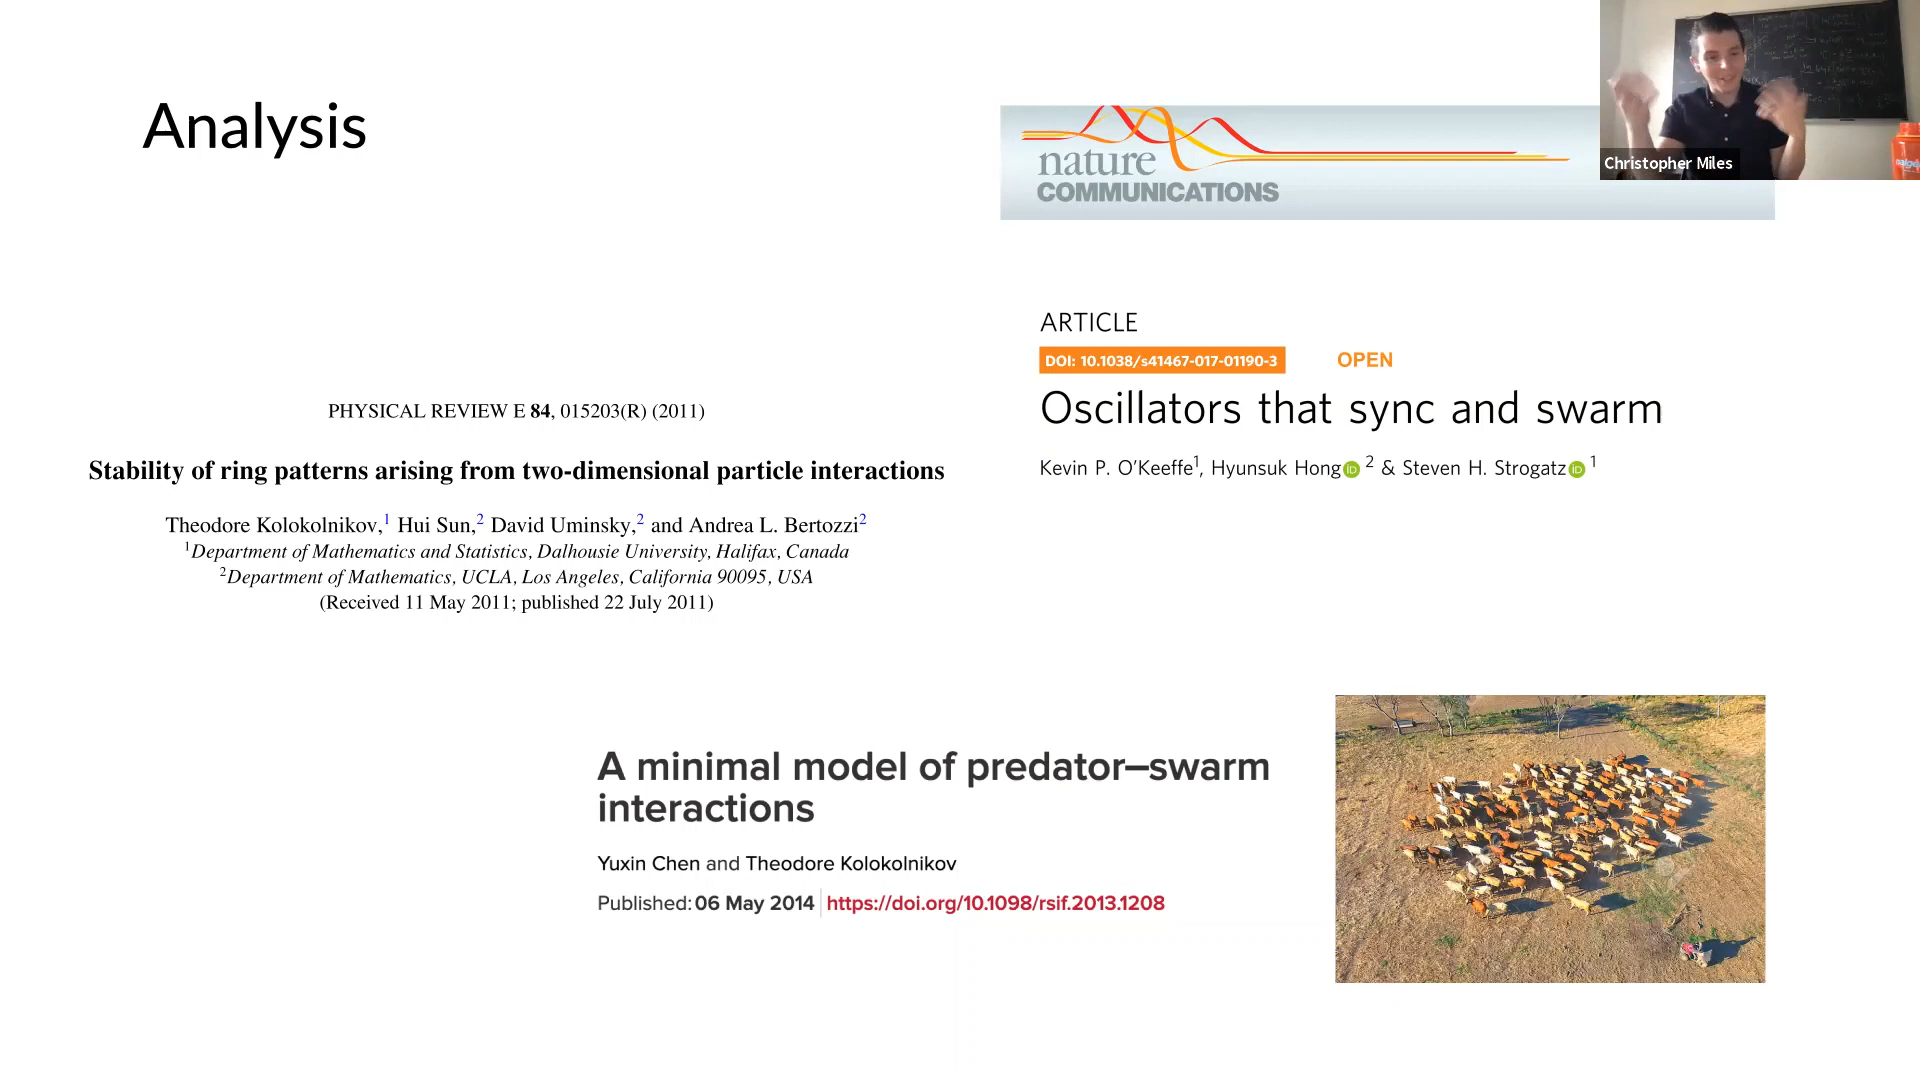 Analysis
nature
COMMUNICATIONS
Christopher Miles
ARTICLE
DOI: 10.1038/s41467-017-01190-3 OPEN
Oscillators that sync and swarm
Kevin P. O’Keeffe1, Hyunsuk Hong iD 2 & Steven H. Strogatz iD 1
PHYSICAL REVIEW E 84, 015203(R) (2011)
Stability of ring patterns arising from two-dimensional particle interactions
Theodore Kolokolnikov,1 Hui Sun,2 David Uminsky,2 and Andrea L. Bertozzi2
1Department of Mathematics and Statistics, Dalhousie University, Halifax, Canada
2Department of Mathematics, UCLA, Los Angeles, California 90095, USA
(Received 11 May 2011; published 22 July 2011)
A minimal model of predator–swarm
interactions
Yuxin Chen and Theodore Kolokolnikov
Published: 06 May 2014 https://doi.org/10.1098/rsif.2013.1208